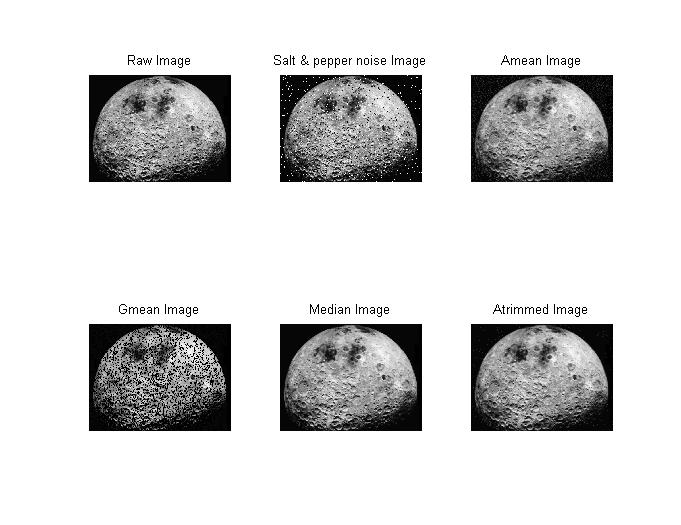 Raw Image
Salt & pepper noise Image
Amean Image
Gmean Image
Median Image
Atrimmed Image